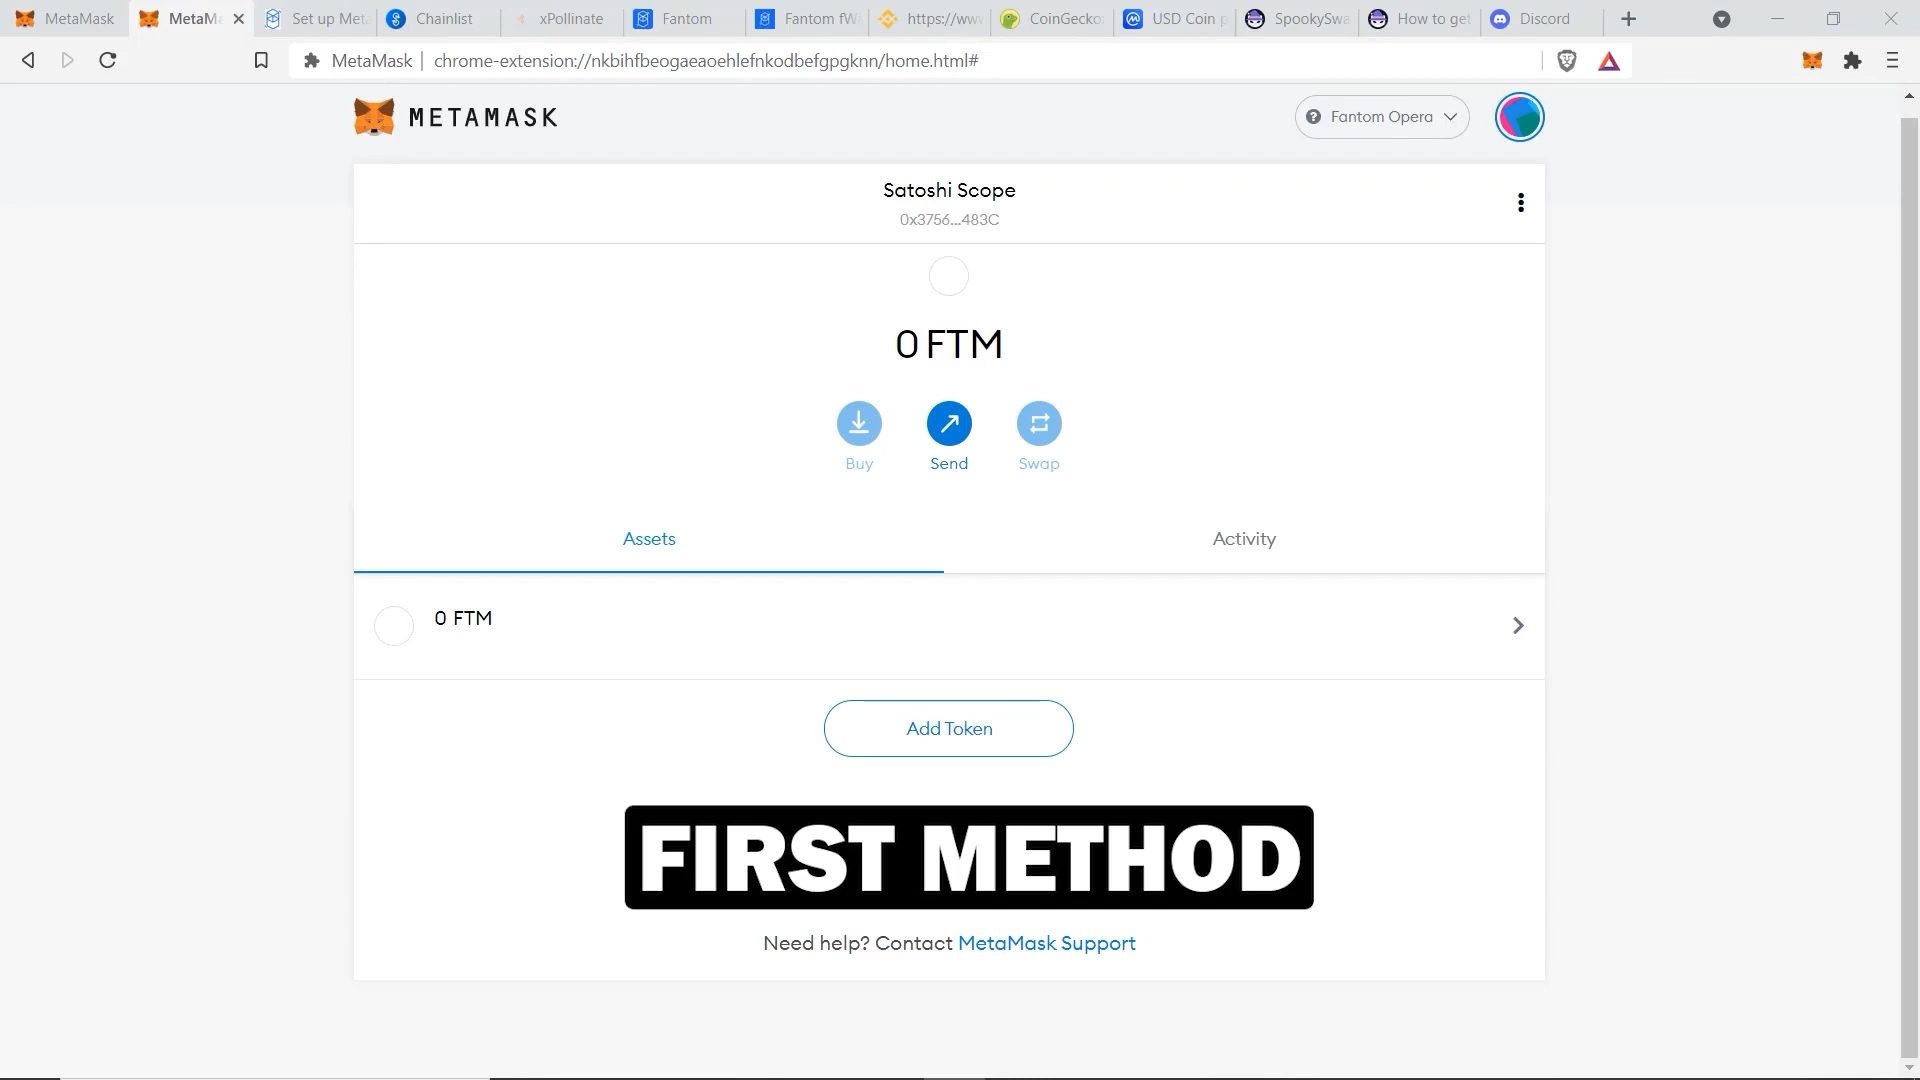 MetaMask
MetaM
Set up Met
Chainlist
xPollinate
Fantom
Fantom fW
https://www
CoinGecko
USD Coin p
SpookySwa
How to get
Discord
MetaMask | chrome-extension://nkbihfbeogaeaoehlefnkodbefgpgknn/home.html#
METAMASK
Fantom Opera
Satoshi Scope
0x3756...483C
0 FTM
Buy
Send
Swap
Assets
Activity
0 FTM
Add Token
FIRST METHOD
Need help? Contact MetaMask Support